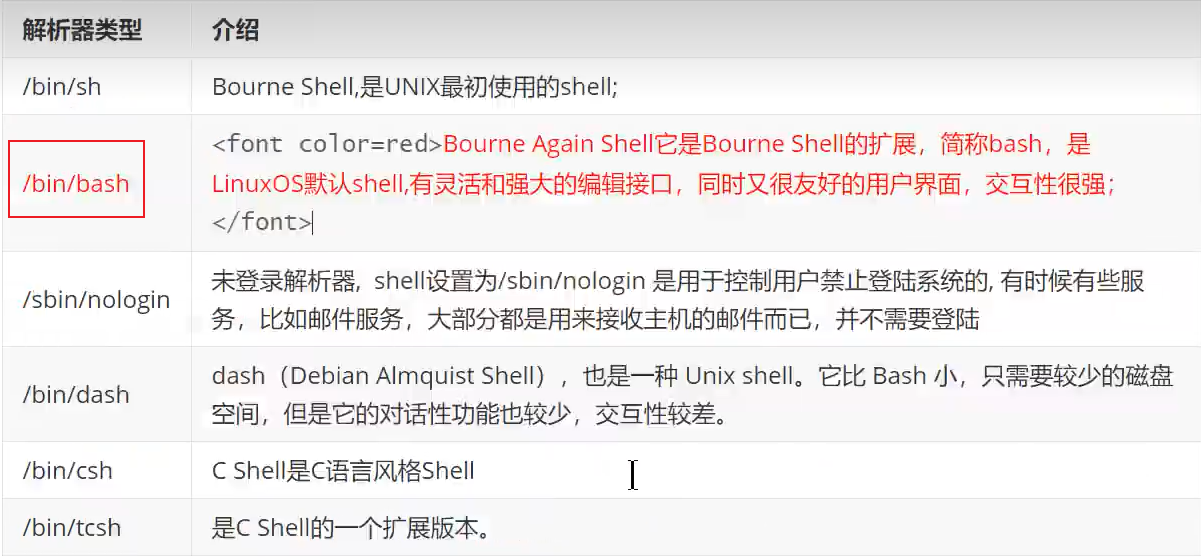 解析器类型 介绍
/bin/sh Bourne Shell,是UNIX最初使用的shell;
<font color=red>Bourne Again Shell它是Bourne Shell的扩展，简称bash，是
/bin/bash LinuxOS默认shell,有灵活和强大的编辑接口，同时又很友好的用户界面，交互性很强；
</font>
未登录解析器, shell设置为/sbin/nologin 是用于控制用户禁止登陆系统的, 有时候有些服
/sbin/nologin 务，比如邮件服务，大部分都是用来接收主机的邮件而已，并不需要登陆
dash（Debian Almquist Shell），也是一种 Unix shell。它比 Bash 小，只需要较少的磁盘
/bin/dash 空间，但是它的对话性功能也较少，交互性较差。
/bin/csh C Shell是C语言风格Shell
/bin/tcsh 是C Shell的一个扩展版本。